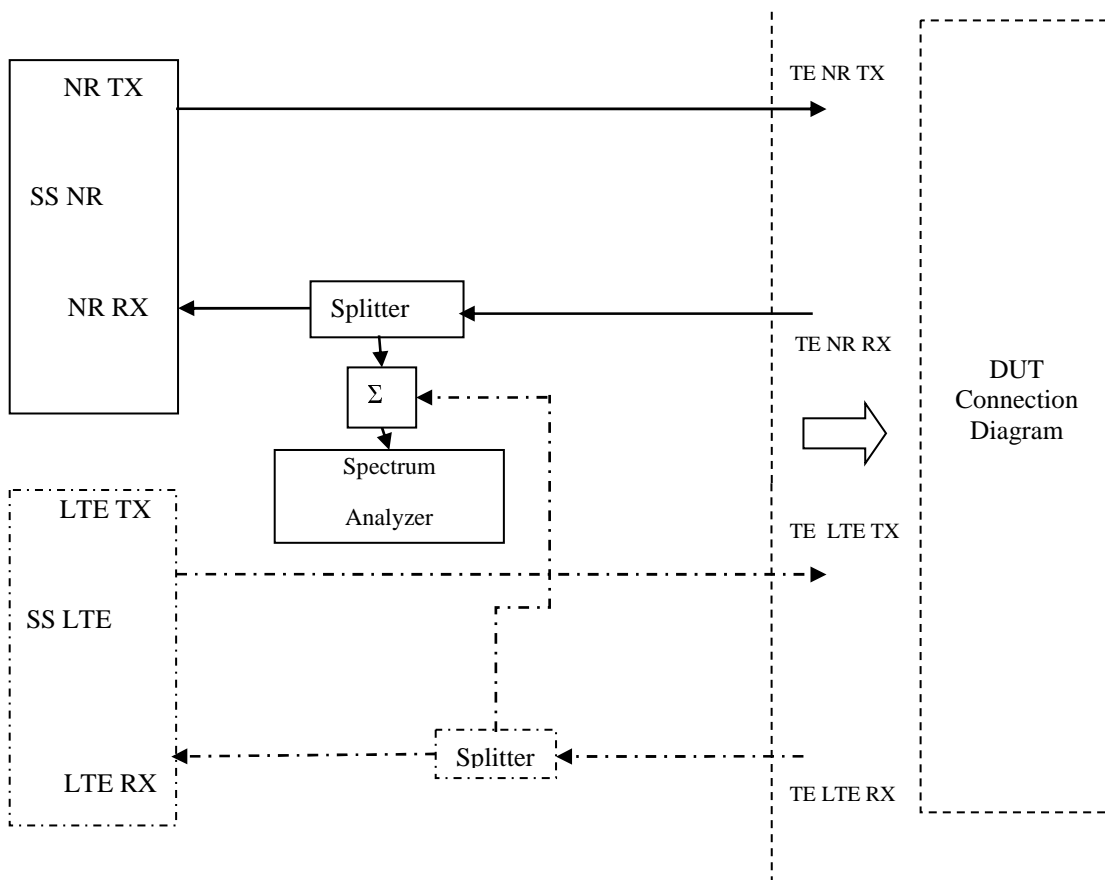 NR TX
TE NR TX
SS NR
NR RX
Splitter
TE NR RX
Σ
DUT
Connection
Diagram
Spectrum
Analyzer
LTE TX
TE LTE TX
SS LTE
Splitter
LTE RX
TE LTE RX